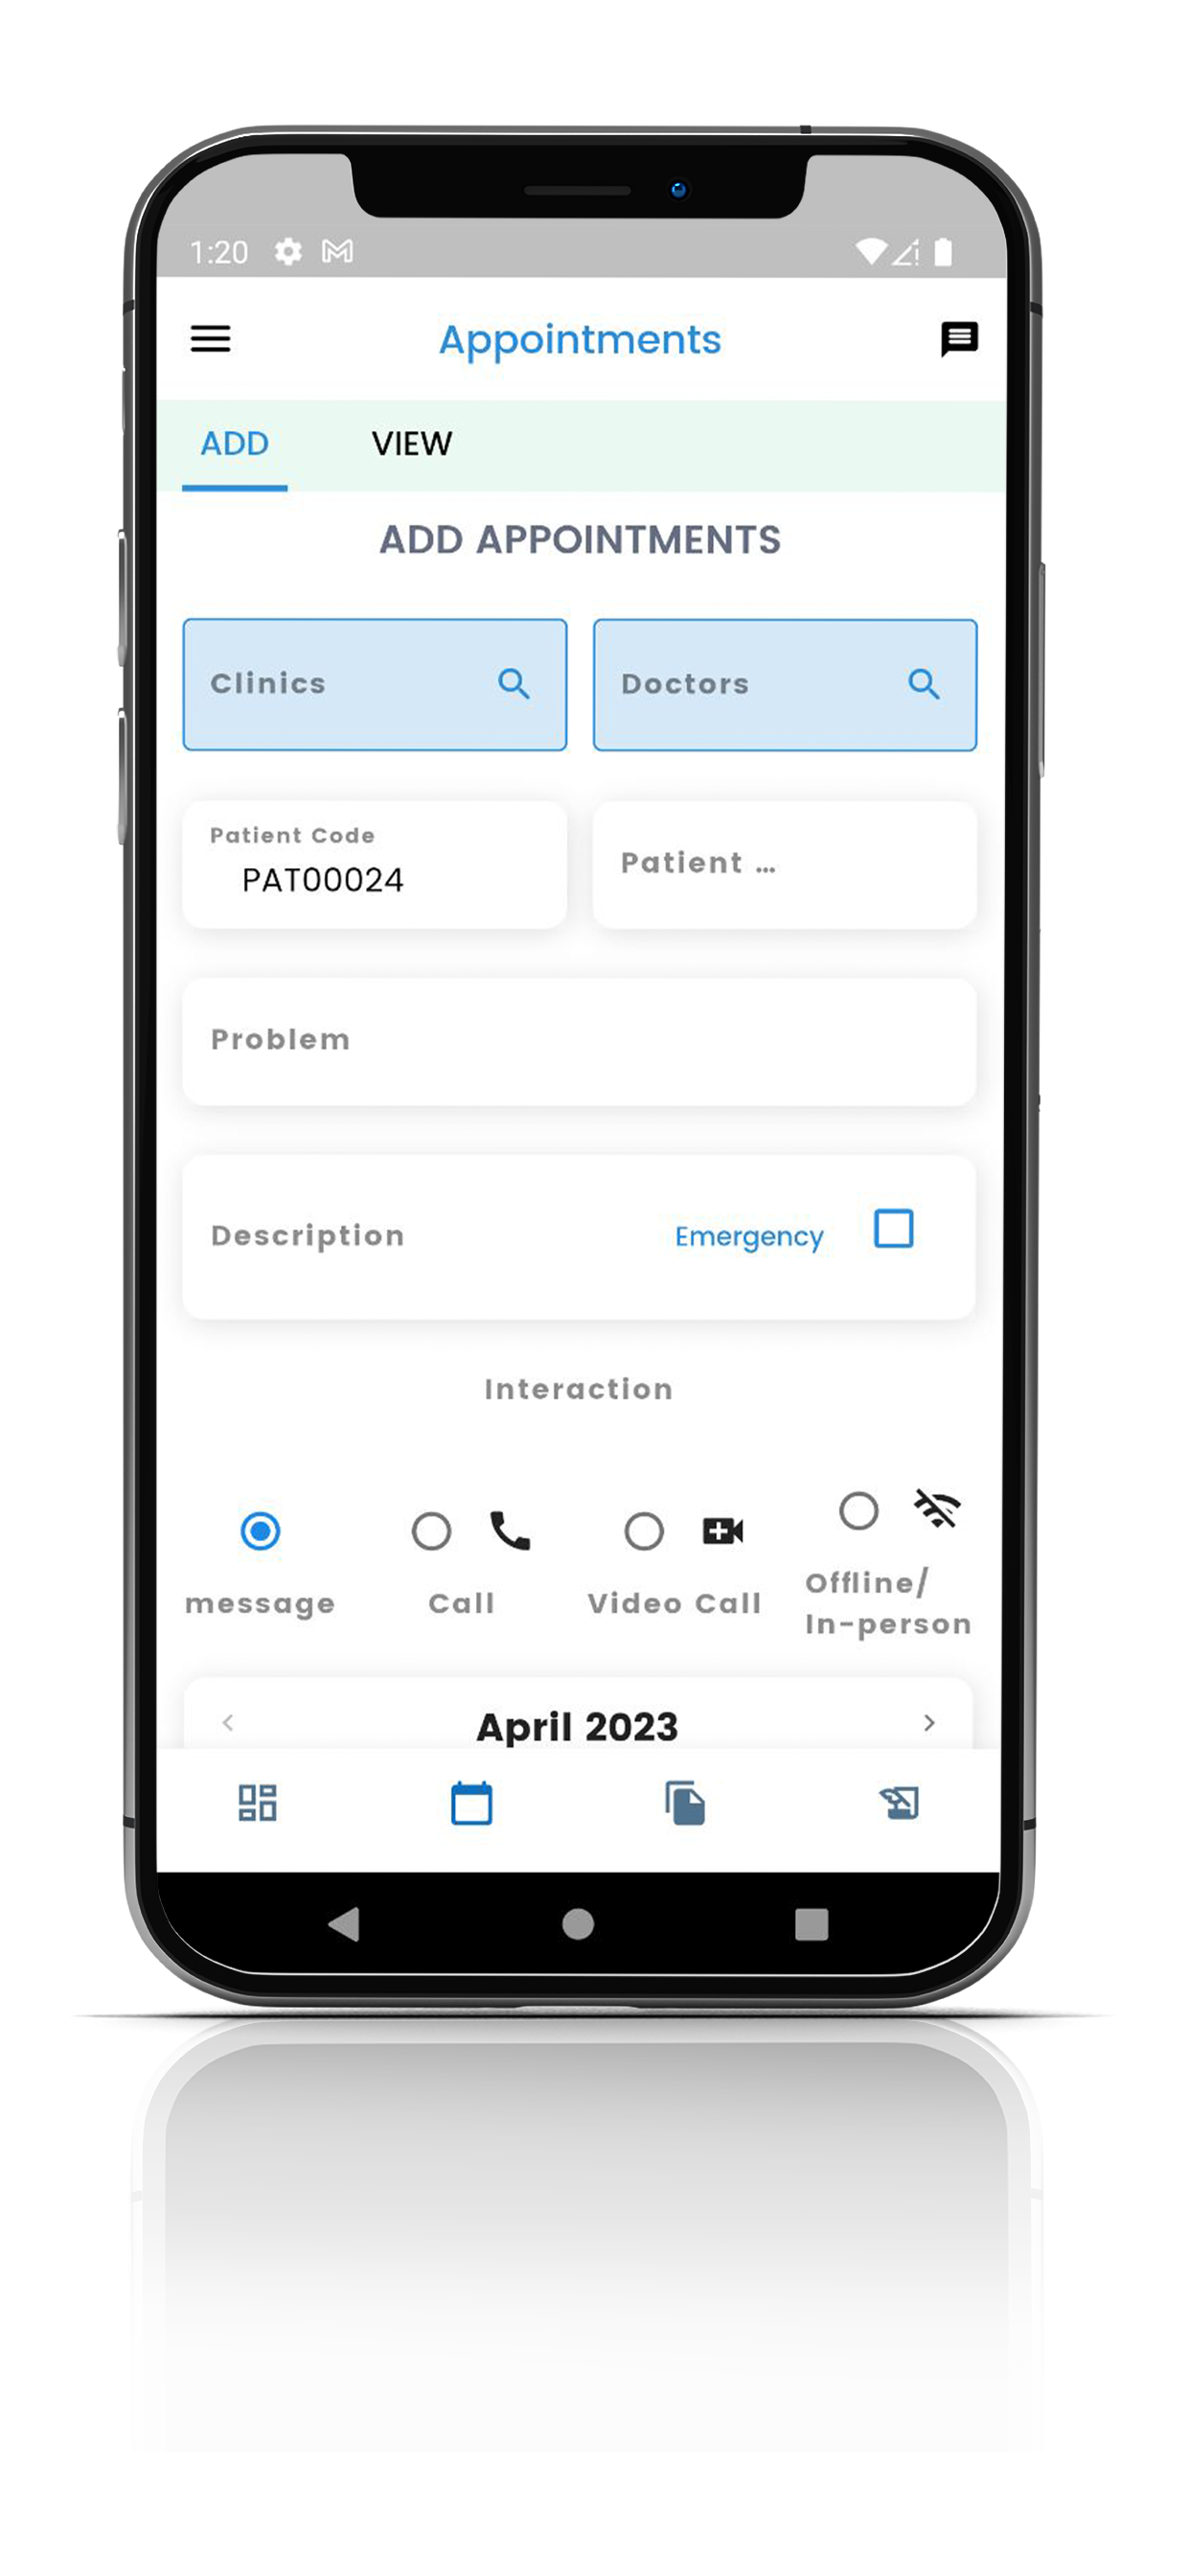 1:20
Appointments
ADD VIEW
ADD APPOINTMENTS
Clinics Doctors
Patient Code
PAT00024
Patient ...
Problem
Description Emergency
Interaction
message Call Video Call Offline/
In-person
April 2023